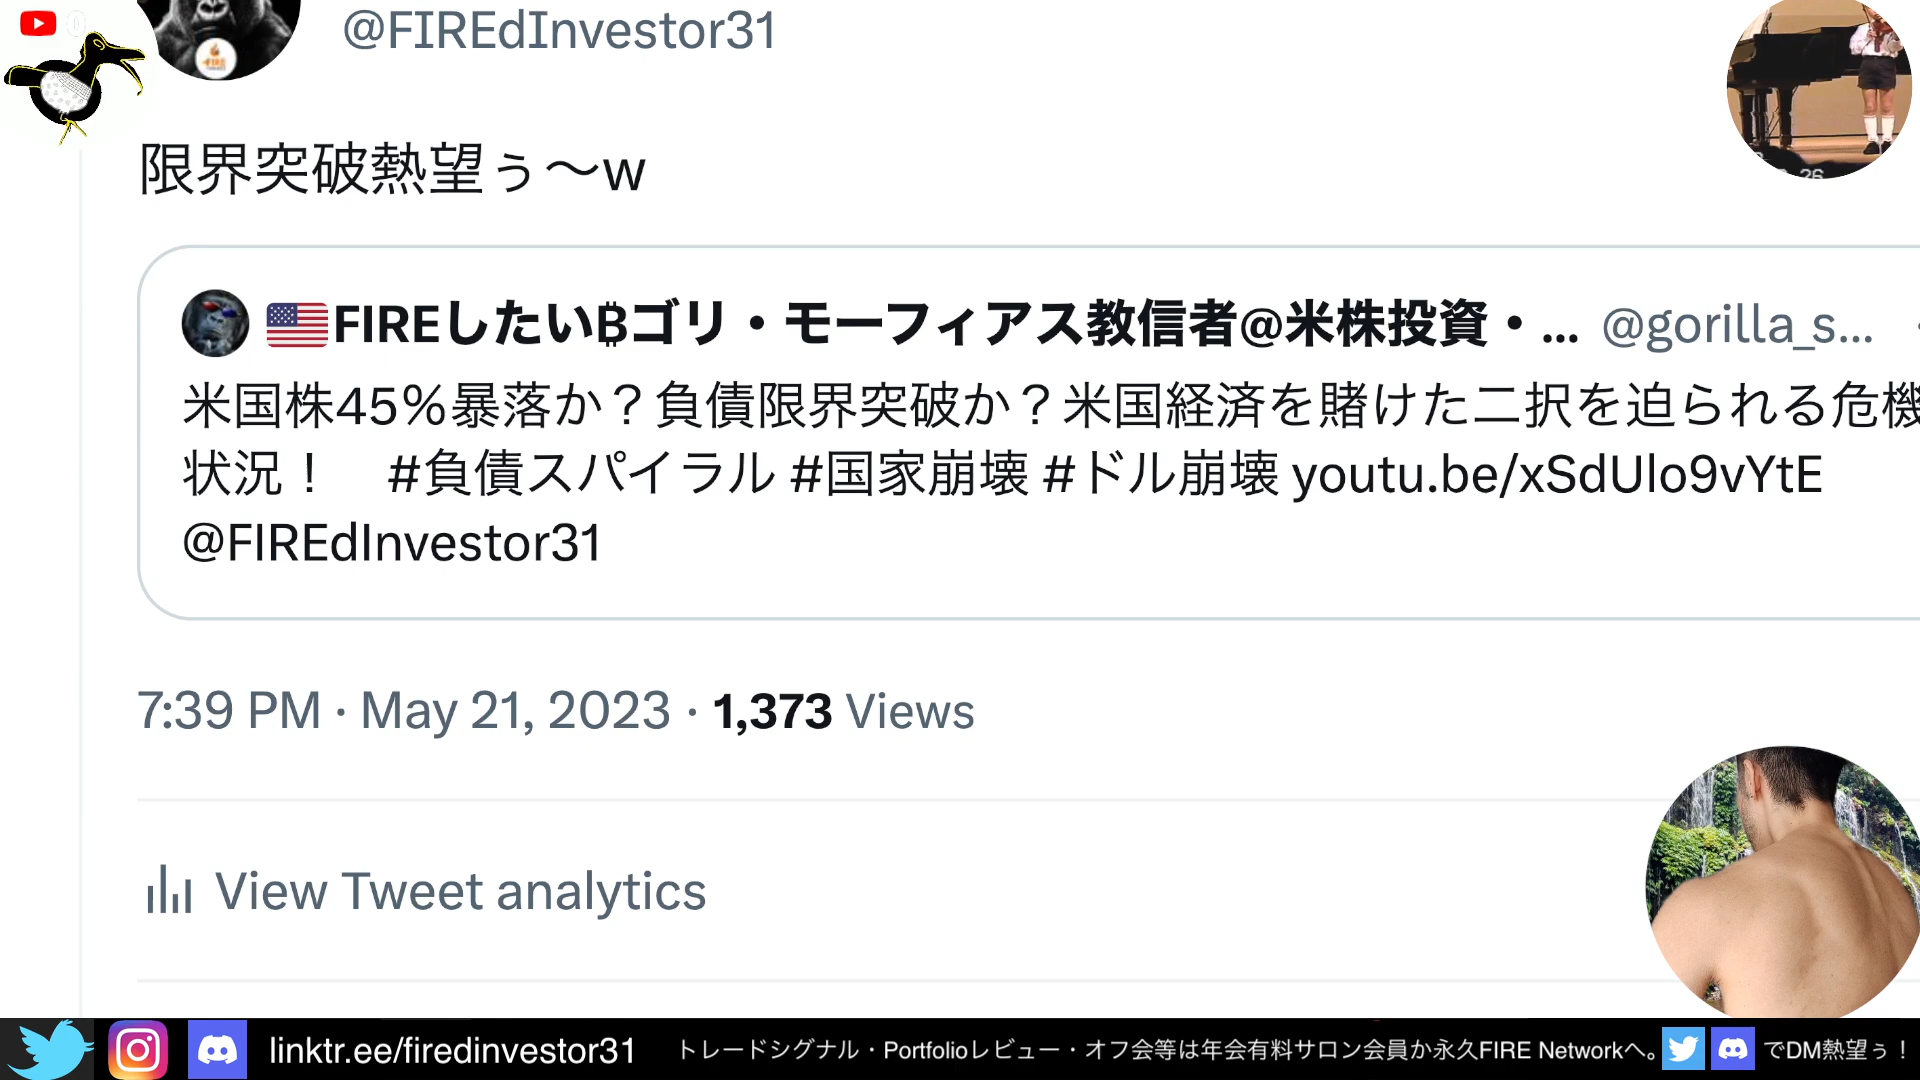 @FIREdInvestor31
限界突破熱望ぅ〜w
🇺🇸FIREしたい₿ゴリ・モーフィアス教信者@米株投資・... @gorilla_s... ·
米国株45%暴落か？負債限界突破か？米国経済を賭けた二択を迫られる危機
状況！　#負債スパイラル #国家崩壊 #ドル崩壊 youtu.be/xSdUlo9vYtE
@FIREdInvestor31
7:39 PM · May 21, 2023 · 1,373 Views
View Tweet analytics
linktr.ee/firedinvestor31 トレードシグナル・Portfolioレビュー・オフ会等は年会有料サロン会員か永久FIRE Networkへ。 でDM熱望ぅ！